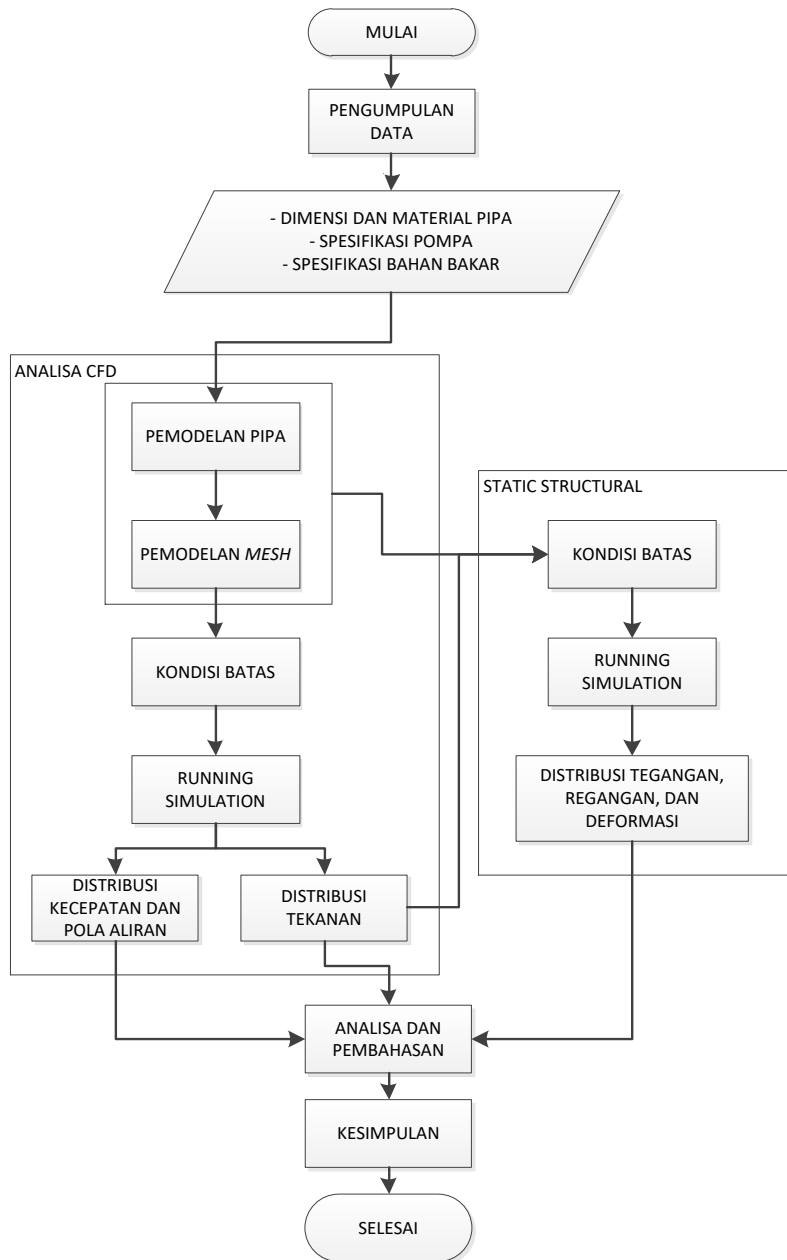 MULAI
PENGUMPULAN
DATA
- DIMENSI DAN MATERIAL PIPA
- SPESIFIKASI POMPA
- SPESIFIKASI BAHAN BAKAR
ANALISA CFD
PEMODELAN PIPA
PEMODELAN MESH
KONDISI BATAS
RUNNING
SIMULATION
DISTRIBUSI
KECEPATAN DAN
POLA ALIRAN
DISTRIBUSI
TEKANAN
STATIC STRUCTURAL
KONDISI BATAS
RUNNING
SIMULATION
DISTRIBUSI TEGANGAN,
REGANGAN, DAN
DEFORMASI
ANALISA DAN
PEMBAHASAN
KESIMPULAN
SELESAI